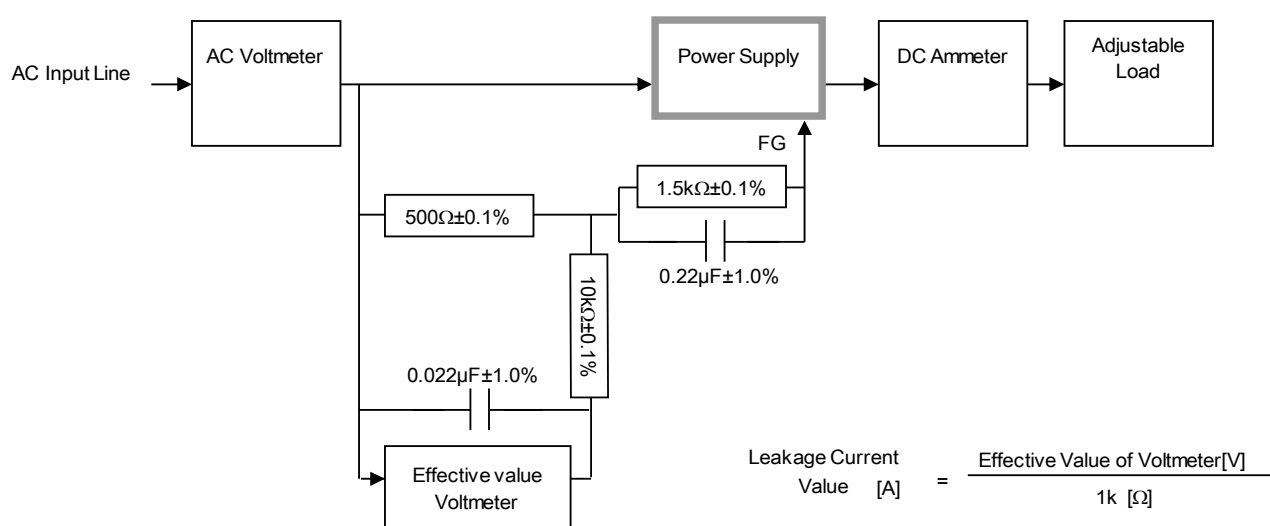 AC Input Line
AC Voltmeter
Power Supply
DC Ammeter
Adjustable
Load
FG
1.5kΩ±0.1%
500Ω±0.1%
0.22µF±1.0%
10kΩ±0.1%
0.022µF±1.0%
Effective value
Voltmeter
Leakage Current
Value [A]
=
Effective Value of Voltmeter[V]
1k [Ω]